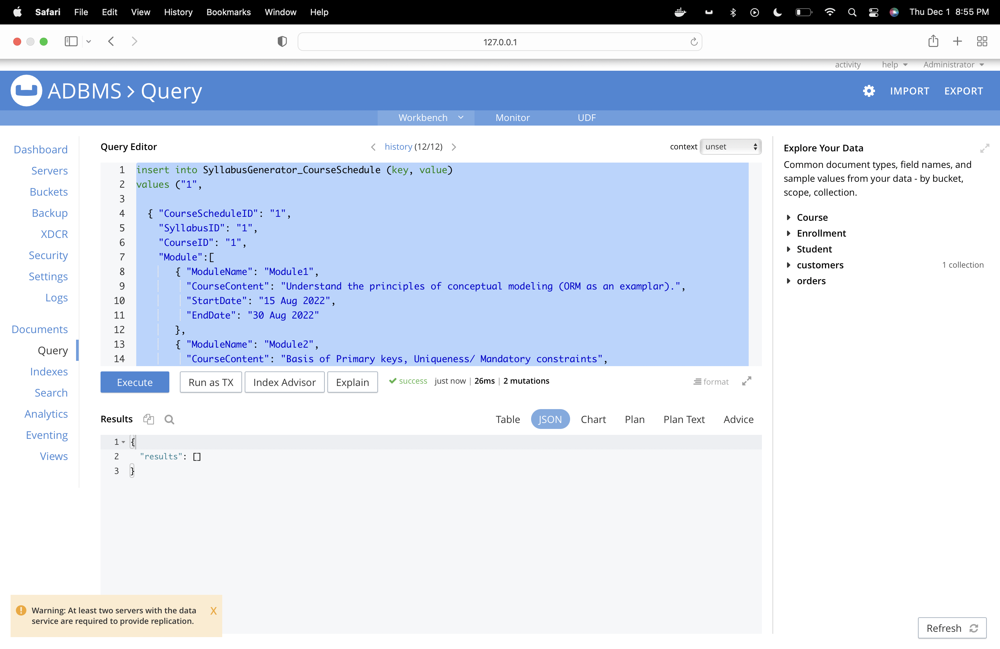 Safari File Edit View History Bookmarks Window Help Thu Dec 1 8:55 PM
127.0.0.1
activity help Administrator
ADBMS > Query IMPORT EXPORT
Workbench Monitor UDF
Dashboard
Servers
Buckets
Backup
XDCR
Security
Settings
Logs
Documents
Query
Indexes
Search
Analytics
Eventing
Views
Query Editor history (12/12) context unset
1 insert into SyllabusGenerator_CourseSchedule (key, value)
2 values ("1",
3
4 { "CourseScheduleID": "1",
5 "SyllabusID": "1",
6 "CourseID": "1",
7 "Module":[
8 { "ModuleName": "Module1",
9 "CourseContent": "Understand the principles of conceptual modeling (ORM as an examplar).",
10 "StartDate": "15 Aug 2022",
11 "EndDate": "30 Aug 2022"
12 },
13 { "ModuleName": "Module2",
14 "CourseContent": "Basis of Primary keys, Uniqueness/ Mandatory constraints",
Execute Run as TX Index Advisor Explain success just now | 26ms | 2 mutations format
Results Table JSON Chart Plan Plan Text Advice
1 {
2 "results": []
3 }
Explore Your Data
Common document types, field names, and
sample values from your data - by bucket,
scope, collection.
Course
Enrollment
Student
customers 1 collection
orders
Warning: At least two servers with the data X
service are required to provide replication.
Refresh